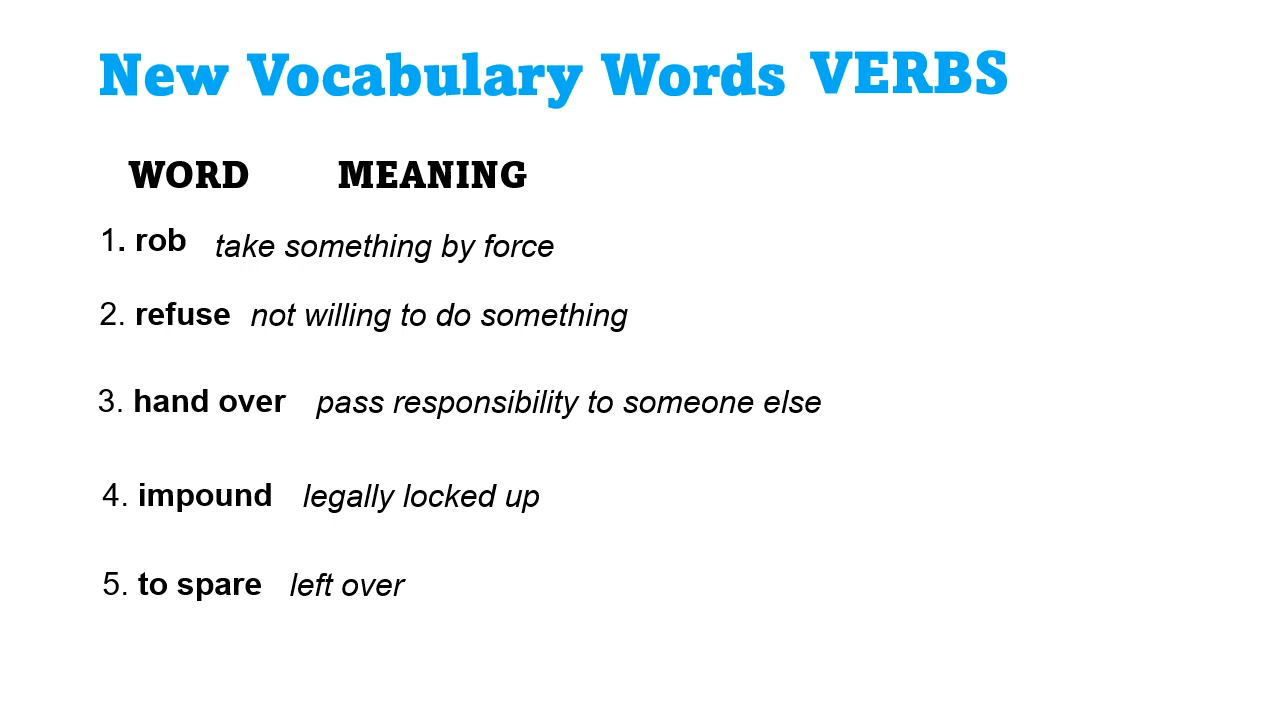 New Vocabulary Words VERBS
WORD MEANING
1. rob take something by force
2. refuse not willing to do something
3. hand over pass responsibility to someone else
4. impound legally locked up
5. to spare left over